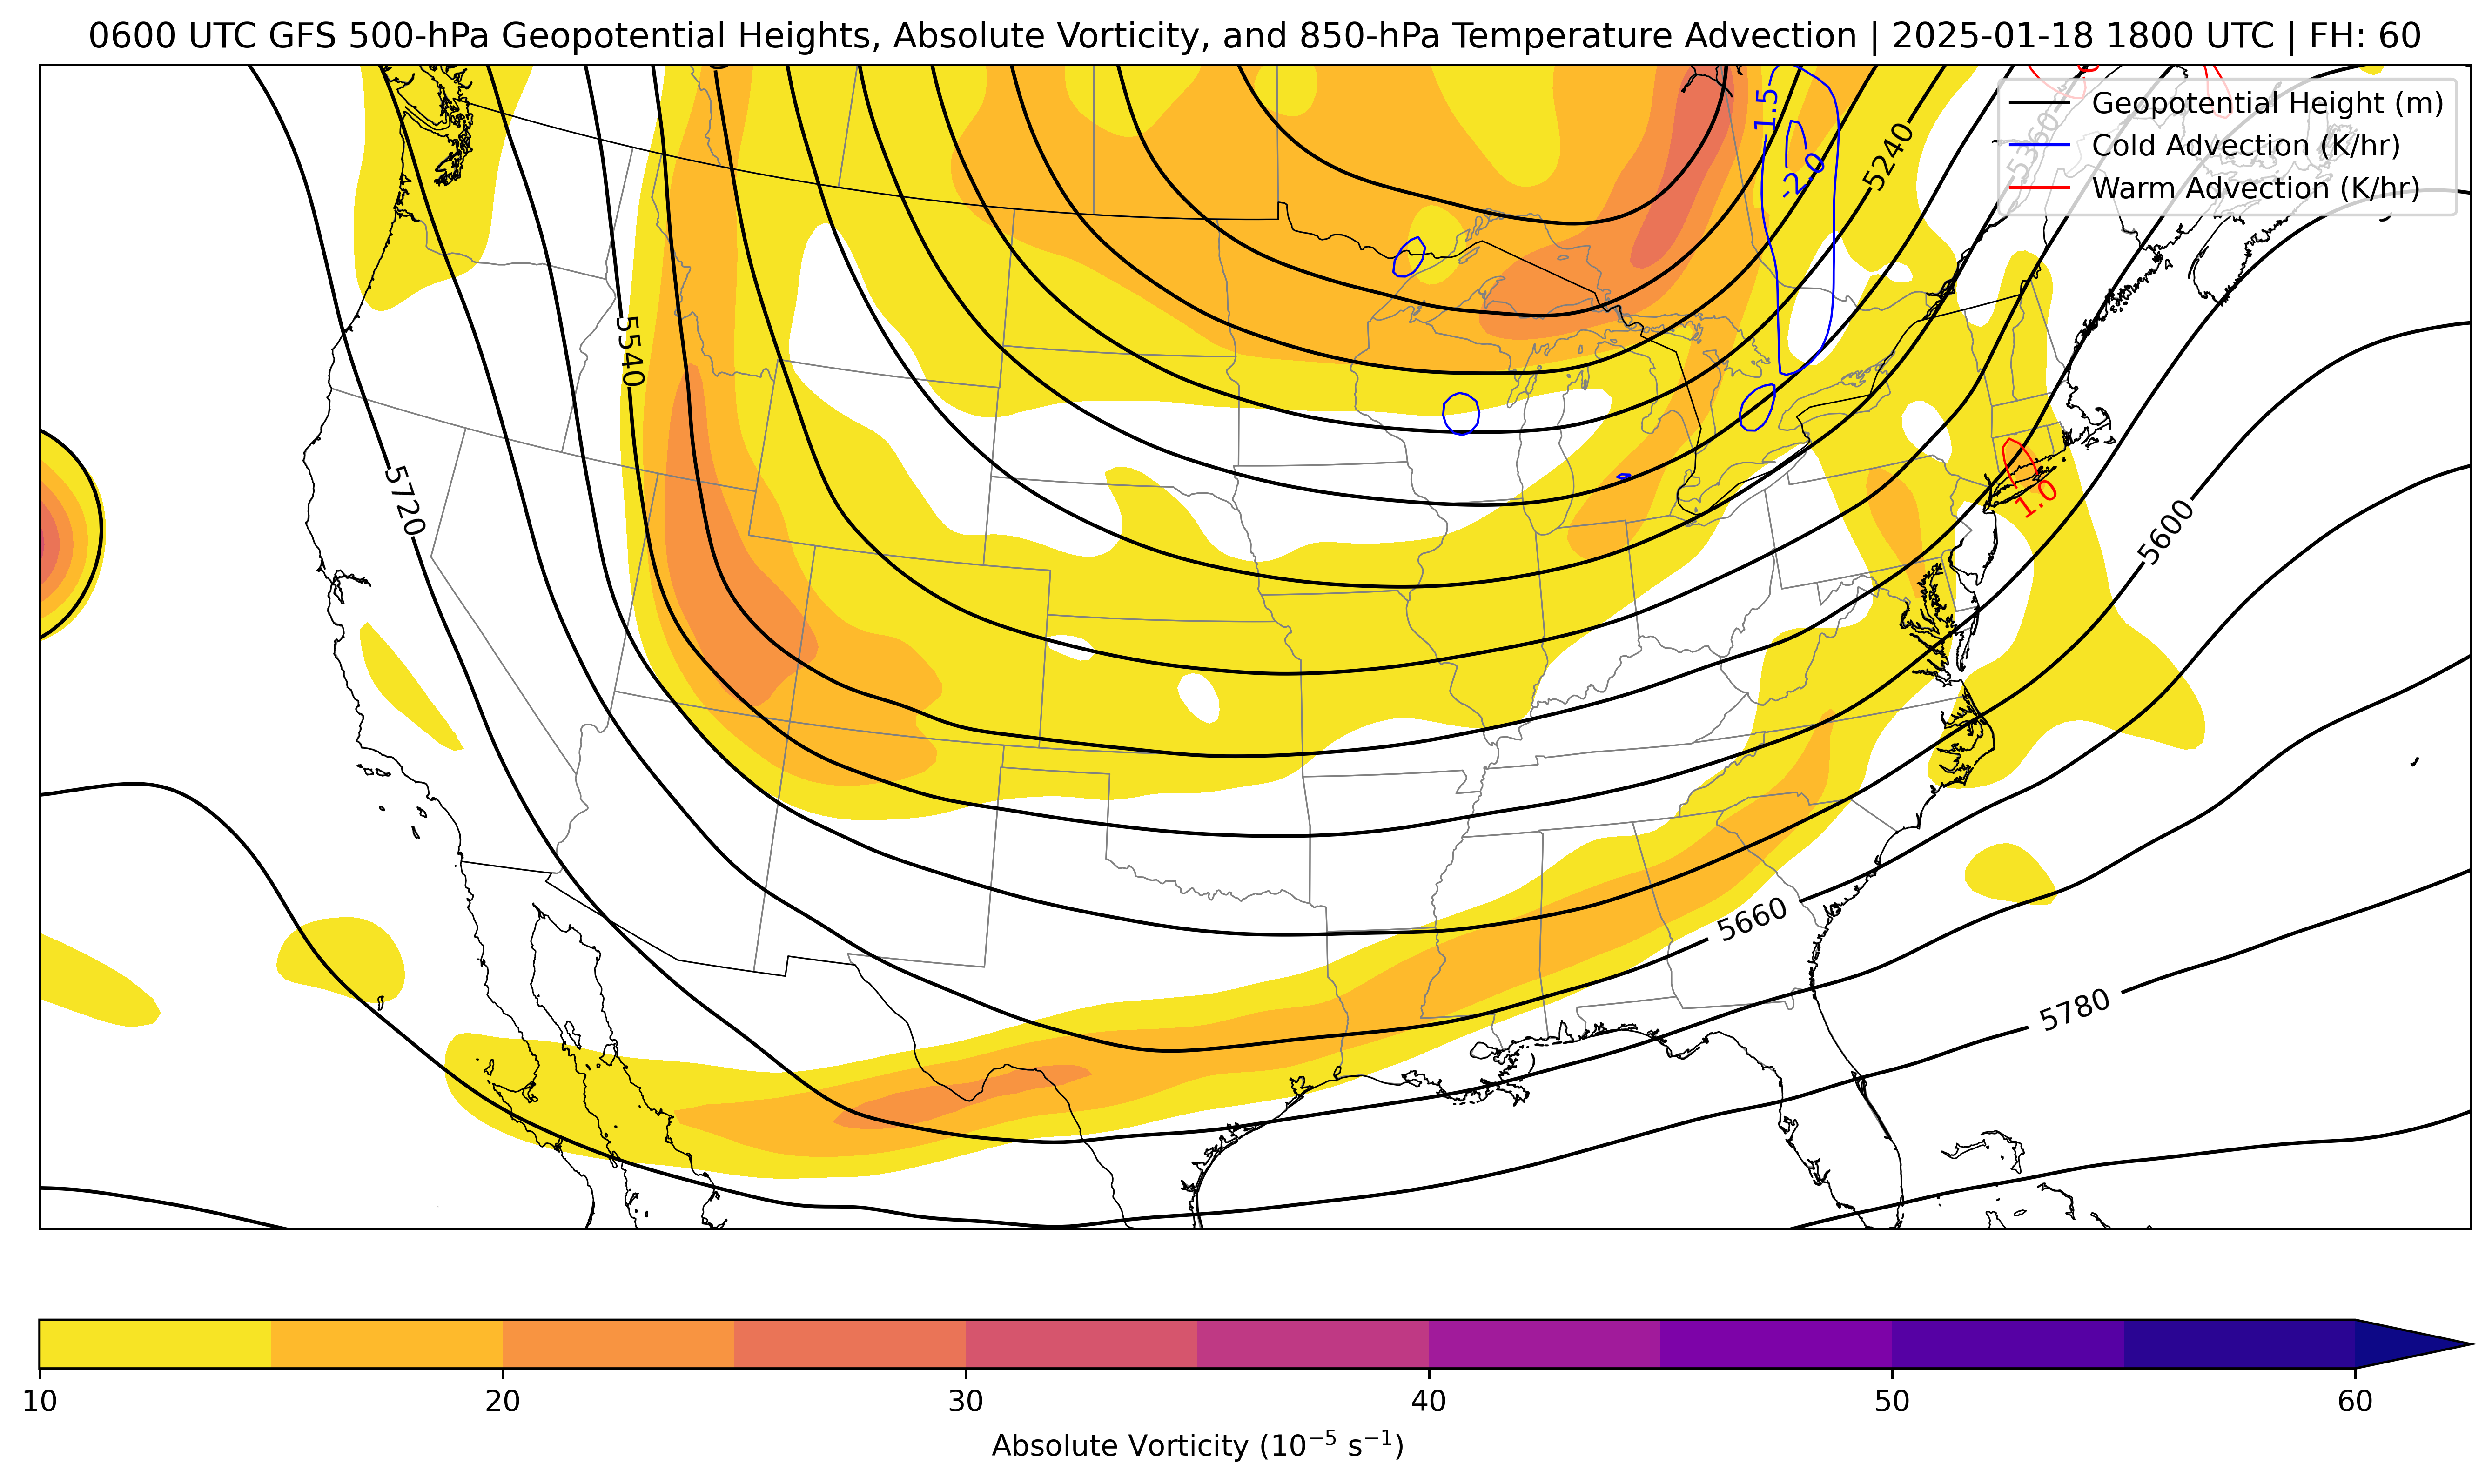 0600 UTC GFS 500-hPa Geopotential Heights, Absolute Vorticity, and 850-hPa Temperature Advection | 2025-01-18 1800 UTC | FH: 60
Geopotential Height (m)
Cold Advection (K/hr)
Warm Advection (K/hr)
-1.5
-2.0
5240
5360
5540
5720
1.0
5600
5660
5780
10 20 30 40 50 60
Absolute Vorticity (10⁻⁵ s⁻¹)